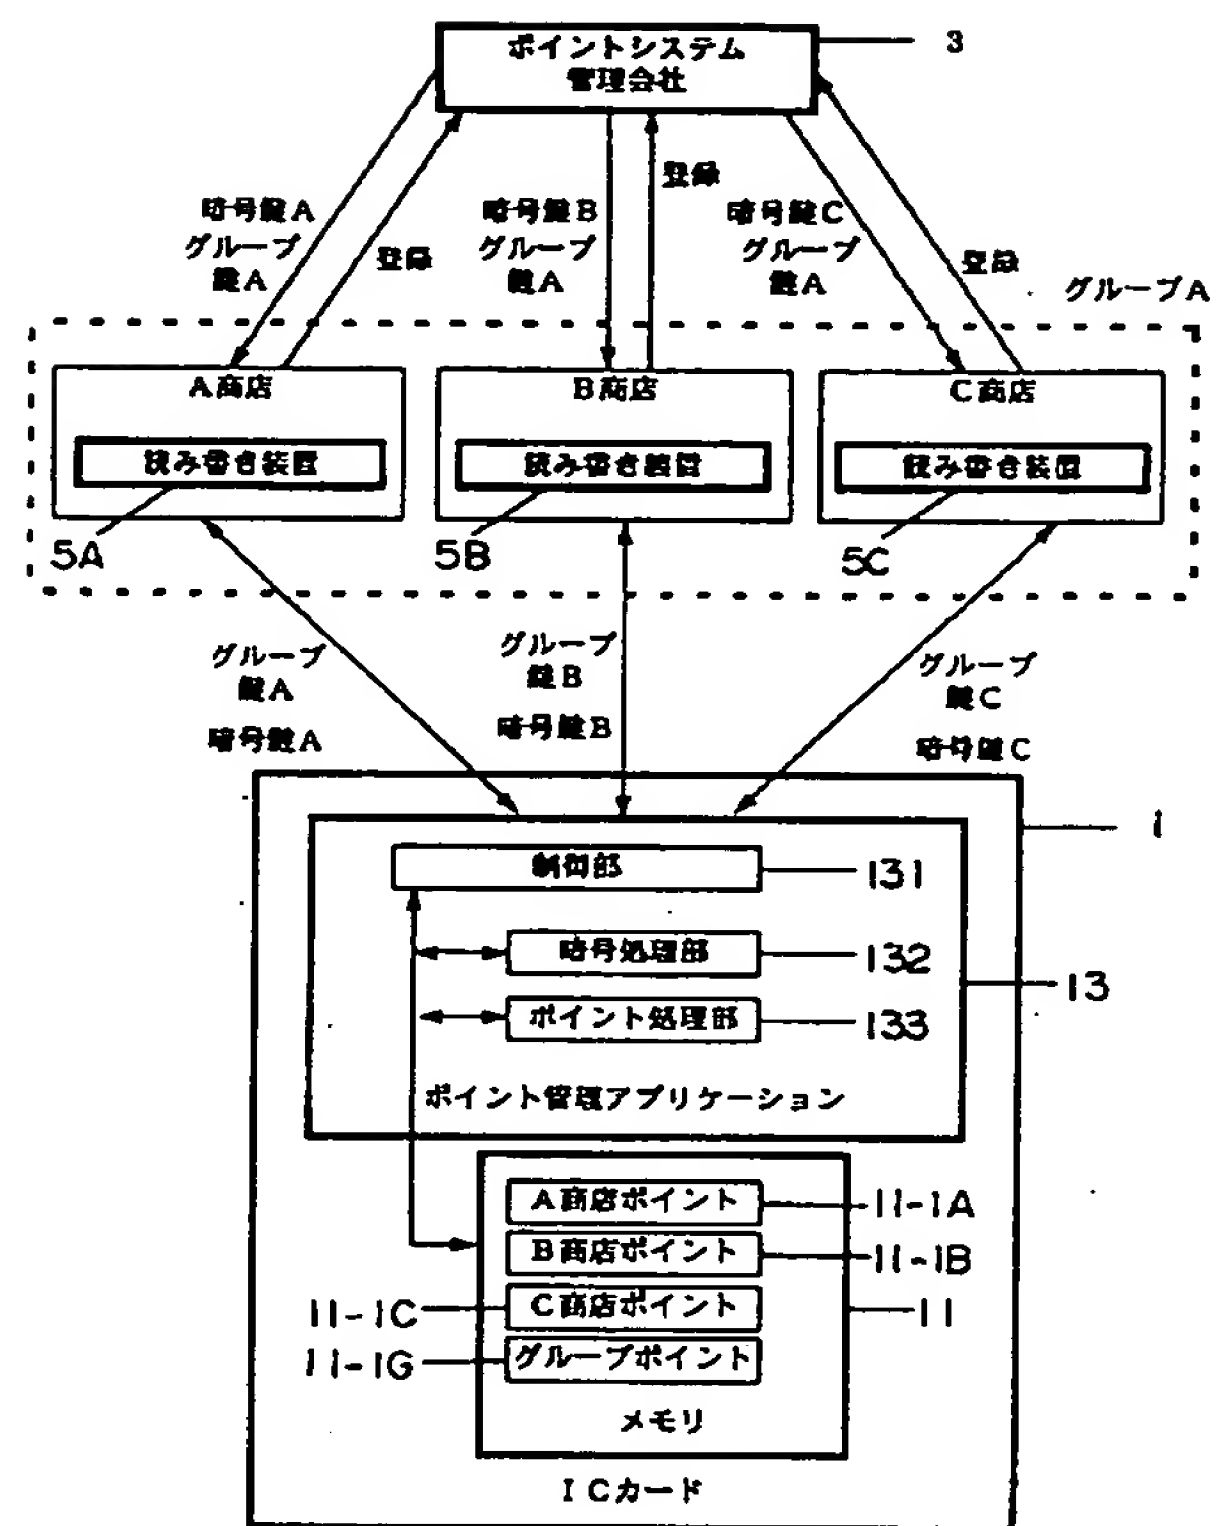 ポイントシステム
管理会社
3
登録
暗号鍵A
グループ
鍵A
登録
暗号鍵B
グループ
鍵A
暗号鍵C
グループ
鍵A
登録
グループA
A商店
B商店
C商店
読み書き装置
読み書き装置
読み書き装置
5A
5B
5C
グループ
鍵A
暗号鍵A
グループ
鍵B
暗号鍵B
グループ
鍵C
暗号鍵C
1
制御部
131
暗号処理部
132
13
ポイント処理部
133
ポイント管理アプリケーション
A商店ポイント
11-1A
B商店ポイント
11-1B
11-1C
C商店ポイント
11
11-1G
グループポイント
メモリ
ICカード